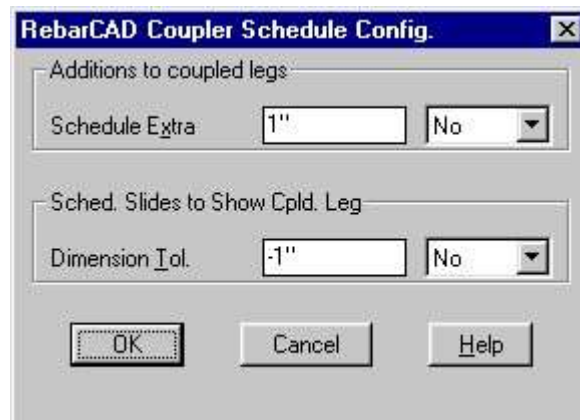 RebarCAD Coupler Schedule Config.
Additions to coupled legs
Schedule Extra 1" No
Sched. Slides to Show Cpld. Leg
Dimension Tol. -1" No
OK Cancel Help